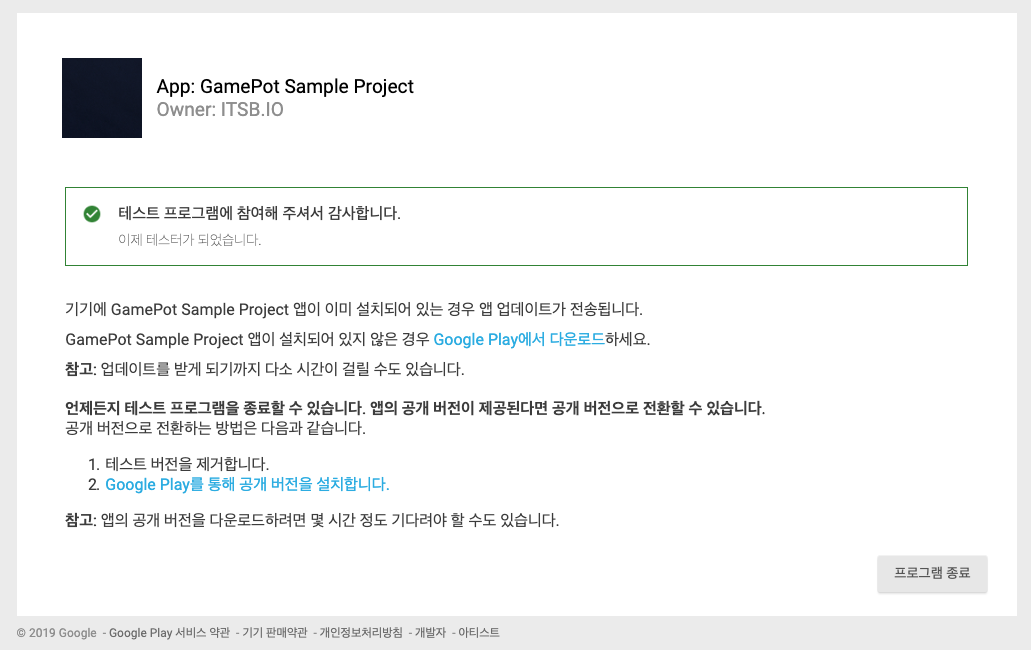 App: GamePot Sample Project
Owner: ITSB.IO
테스트 프로그램에 참여해 주셔서 감사합니다.
이제 테스터가 되었습니다.
기기에 GamePot Sample Project 앱이 이미 설치되어 있는 경우 앱 업데이트가 전송됩니다.
GamePot Sample Project 앱이 설치되어 있지 않은 경우 Google Play에서 다운로드하세요.
참고: 업데이트를 받게 되기까지 다소 시간이 걸릴 수도 있습니다.
언제든지 테스트 프로그램을 종료할 수 있습니다. 앱의 공개 버전이 제공된다면 공개 버전으로 전환할 수 있습니다.
공개 버전으로 전환하는 방법은 다음과 같습니다.
1. 테스트 버전을 제거합니다.
2. Google Play를 통해 공개 버전을 설치합니다.
참고: 앱의 공개 버전을 다운로드하려면 몇 시간 정도 기다려야 할 수도 있습니다.
프로그램 종료
© 2019 Google - Google Play 서비스 약관 - 기기 판매약관 - 개인정보처리방침 - 개발자 - 아티스트